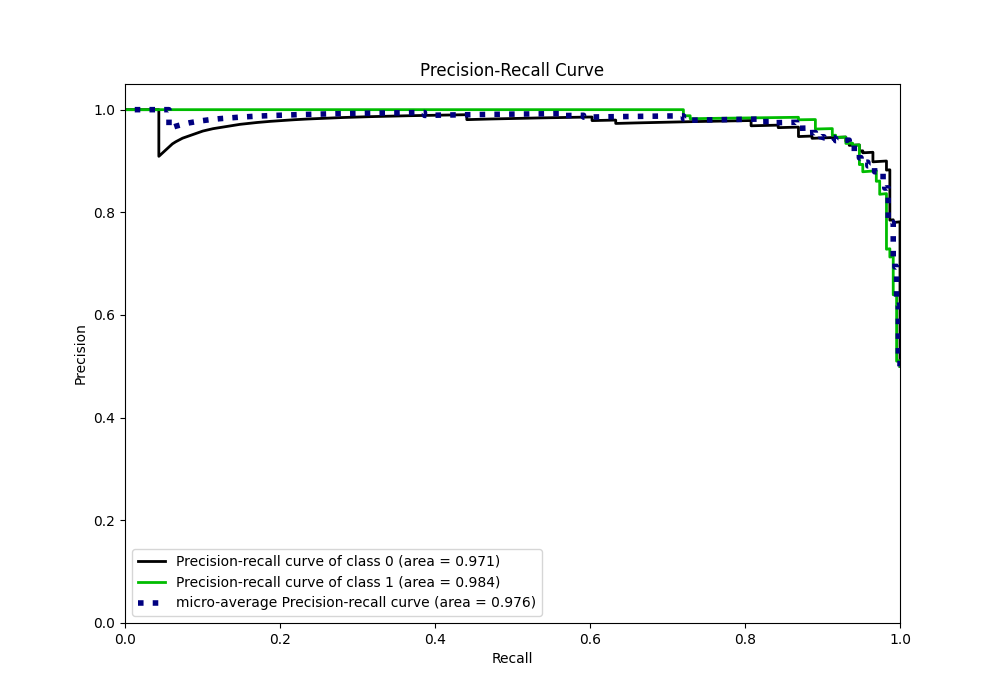 Precision-Recall Curve
1.0
0.8
0.6
0.4
0.2
0.0
Precision
Precision-recall curve of class 0 (area = 0.971)
Precision-recall curve of class 1 (area = 0.984)
micro-average Precision-recall curve (area = 0.976)
0.0 0.2 0.4 0.6 0.8 1.0
Recall